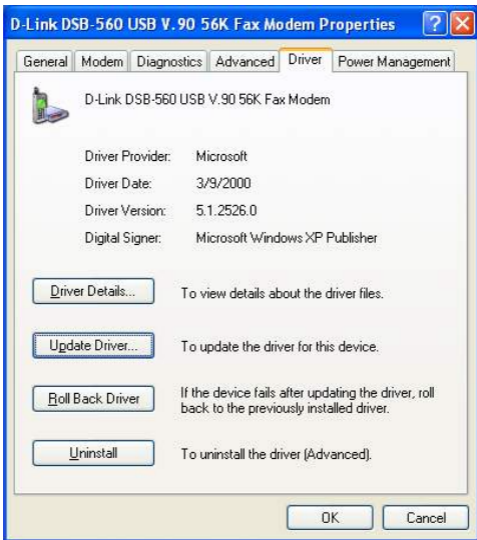 D-Link DSB-560 USB V.90 56K Fax Modem Properties
General Modem Diagnostics Advanced Driver Power Management
D-Link DSB-560 USB V.90 56K Fax Modem
Driver Provider: Microsoft
Driver Date: 3/9/2000
Driver Version: 5.1.2526.0
Digital Signer: Microsoft Windows XP Publisher
Driver Details... To view details about the driver files.
Update Driver... To update the driver for this device.
Roll Back Driver If the device fails after updating the driver, roll
back to the previously installed driver.
Uninstall To uninstall the driver (Advanced).
OK Cancel